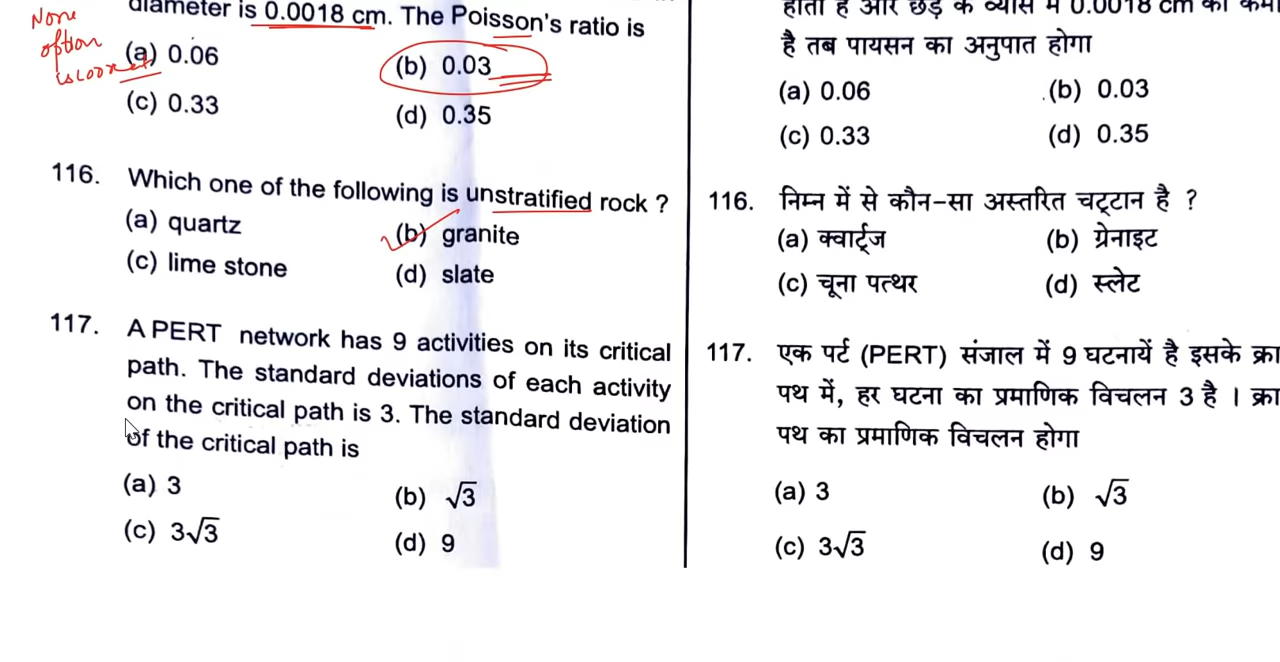 diameter is 0.0018 cm. The Poisson's ratio is
None
option
is
(a) 0.06
(b) 0.03
(c) 0.33
(d) 0.35
116. Which one of the following is unstratified rock ?
(a) quartz
(b) granite
(c) lime stone
(d) slate
117. A PERT network has 9 activities on its critical
path. The standard deviations of each activity
on the critical path is 3. The standard deviation
of the critical path is
(a) 3
(b) √3
(c) 3√3
(d) 9
होता है और छड़ के व्यास में 0.0018 cm की कमी
है तब पायसन का अनुपात होगा
(a) 0.06
(b) 0.03
(c) 0.33
(d) 0.35
116. निम्न में से कौन-सा अस्तरित चट्टान है ?
(a) क्वार्ट्ज
(b) ग्रेनाइट
(c) चूना पत्थर
(d) स्लेट
117. एक पर्ट (PERT) संजाल में 9 घटनायें है इसके क्रा
पथ में, हर घटना का प्रमाणिक विचलन 3 है । क्रा
पथ का प्रमाणिक विचलन होगा
(a) 3
(b) √3
(c) 3√3
(d) 9